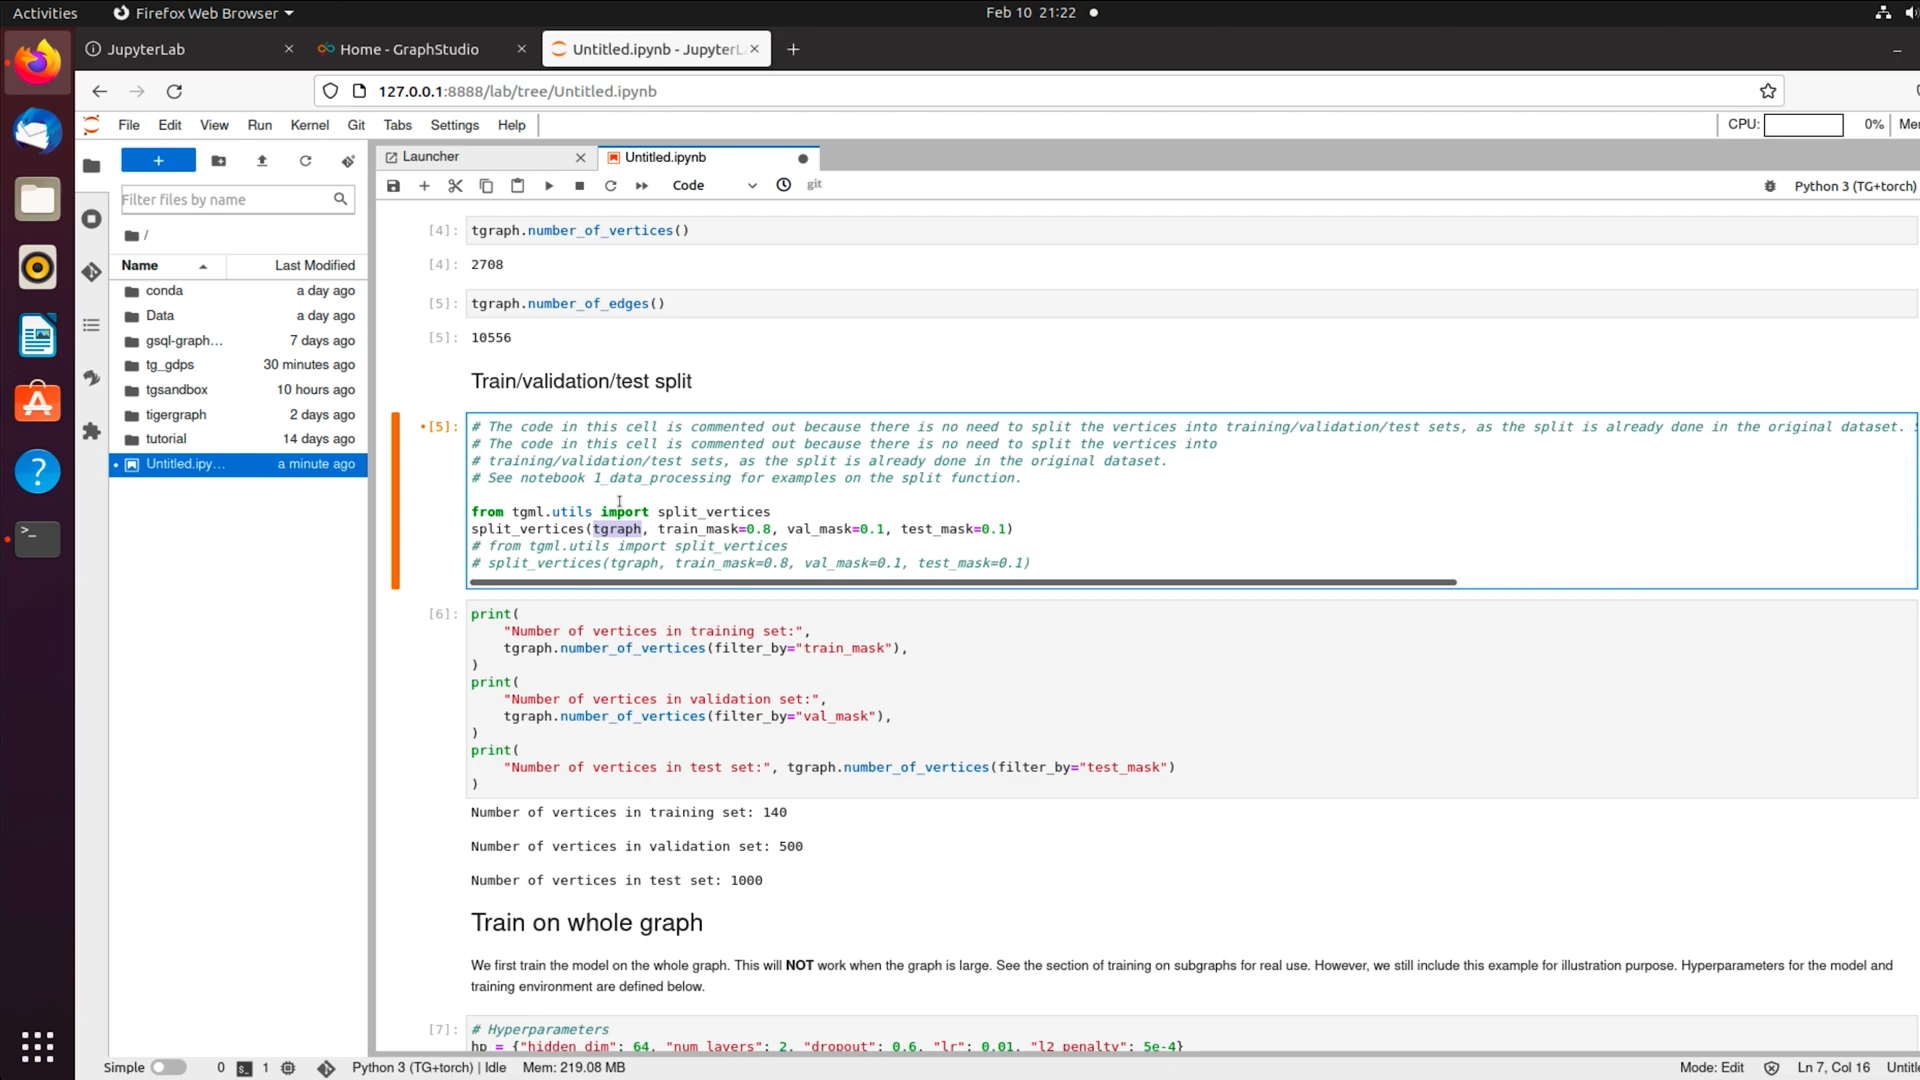 Activities
Firefox Web Browser
Feb 10 21:22
JupyterLab
Home - GraphStudio
Untitled.ipynb - JupyterL
127.0.0.1:8888/lab/tree/Untitled.ipynb
File Edit View Run Kernel Git Tabs Settings Help
CPU: 0%
Launcher
Untitled.ipynb
Code
git
Python 3 (TG+torch)
Filter files by name
/
Name Last Modified
conda a day ago
Data a day ago
gsql-graph... 7 days ago
tg_gdps 30 minutes ago
tgsandbox 10 hours ago
tigergraph 2 days ago
tutorial 14 days ago
Untitled.ipy... a minute ago
[4]: tgraph.number_of_vertices()
[4]: 2708
[5]: tgraph.number_of_edges()
[5]: 10556
Train/validation/test split
[5]: # The code in this cell is commented out because there is no need to split the vertices into training/validation/test sets, as the split is already done in the original dataset.
# The code in this cell is commented out because there is no need to split the vertices into
# training/validation/test sets, as the split is already done in the original dataset.
# See notebook 1_data_processing for examples on the split function.
from tgml.utils import split_vertices
split_vertices(tgraph, train_mask=0.8, val_mask=0.1, test_mask=0.1)
# from tgml.utils import split_vertices
# split_vertices(tgraph, train_mask=0.8, val_mask=0.1, test_mask=0.1)
[6]: print(
"Number of vertices in training set:",
tgraph.number_of_vertices(filter_by="train_mask"),
)
print(
"Number of vertices in validation set:",
tgraph.number_of_vertices(filter_by="val_mask"),
)
print(
"Number of vertices in test set:", tgraph.number_of_vertices(filter_by="test_mask")
)
Number of vertices in training set: 140
Number of vertices in validation set: 500
Number of vertices in test set: 1000
Train on whole graph
We first train the model on the whole graph. This will NOT work when the graph is large. See the section of training on subgraphs for real use. However, we still include this example for illustration purpose. Hyperparameters for the model and
training environment are defined below.
[7]: # Hyperparameters
hp = {"hidden_dim": 64, "num_layers": 2, "dropout": 0.6, "lr": 0.01, "l2_penalty": 5e-4}
Simple 0 1 Python 3 (TG+torch) | Idle Mem: 219.08 MB
Mode: Edit Ln 7, Col 16